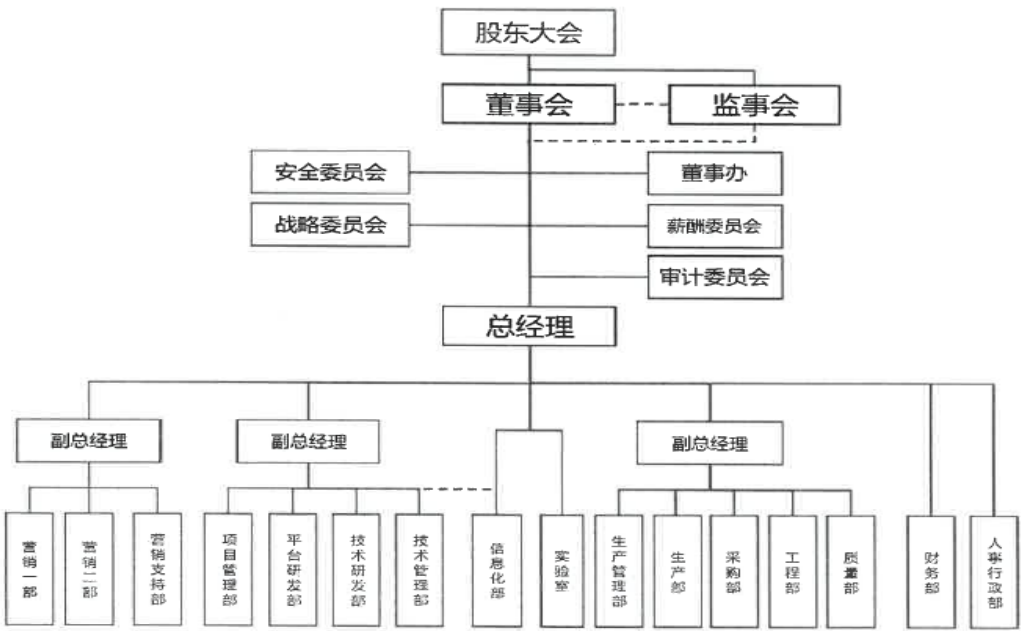 股东大会
董事会
监事会
安全委员会
董事办
战略委员会
薪酬委员会
审计委员会
总经理
副总经理
副总经理
副总经理
营销一部
营销二部
营销支持部
项目管理部
平台研发部
技术研发部
技术管理部
信息化部
实验室
生产管理部
生产部
采购部
工程部
质量部
财务部
人事行政部